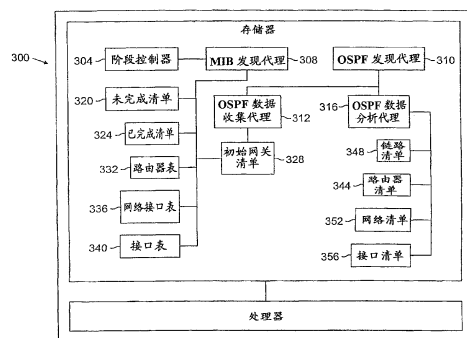 存储器
300
304
阶段控制器
MIB 发现代理
308
OSPF 发现代理
310
320
未完成清单
OSPF 数据
收集代理
312
316
OSPF 数据
分析代理
324
已完成清单
初始网关
清单
328
348
链路
清单
332
路由器表
344
路由器
清单
336
网络接口表
352
网络清单
340
接口表
356
接口清单
处理器